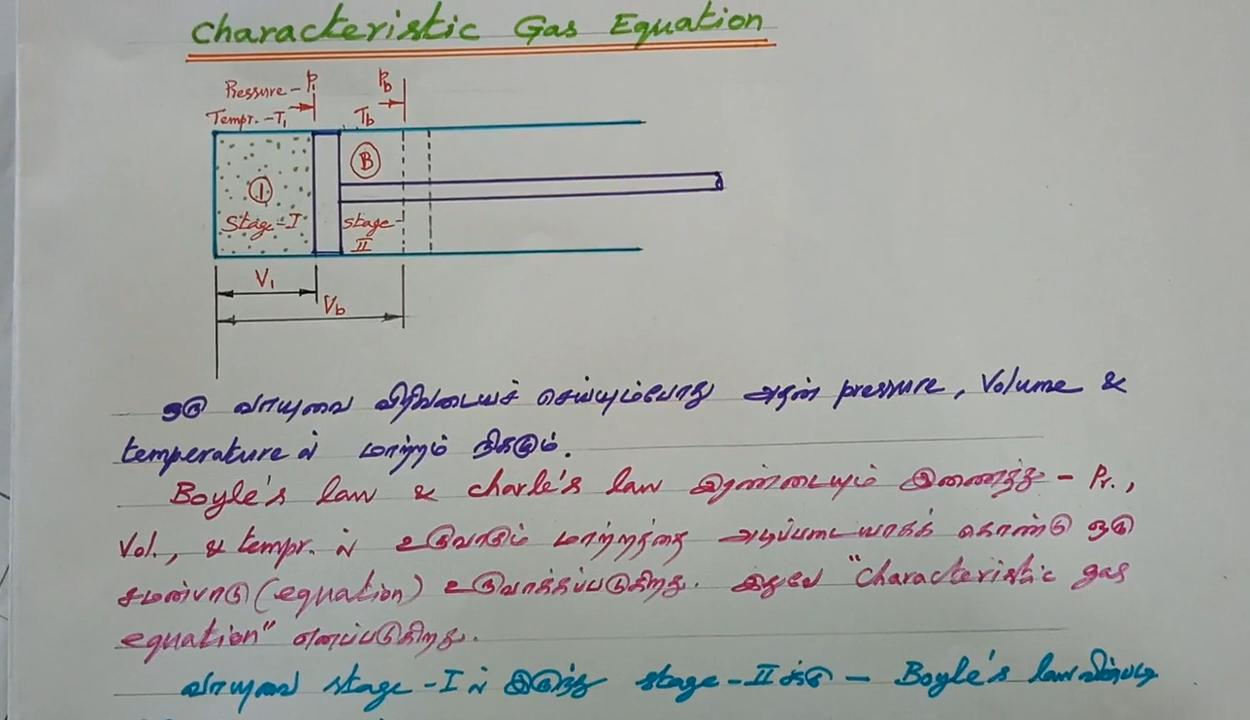 Characteristic Gas Equation
Pressure - P₁
Pb
Tempr. - T₁
Tb
B
1
Stage - I
Stage -
II
V₁
Vb
ஒரு வாயுவை விரிவடையச் செய்யும்போது அதன் pressure, Volume &
temperature ல் மாற்றம் நிகழும்.
Boyle's law & charle's law இரண்டையும் இணைத்து - Pr.,
Vol., & tempr. ல் உருவாகும் மாற்றத்தை அடிப்படையாகக் கொண்டு ஒரு
சமன்பாடு (equation) உருவாக்கப்படுகிறது. இதுவே "characteristic gas
equation" எனப்படுகிறது.
வாயுவை stage - I ல் இருந்து stage - II க்கு - Boyle's law வின்படி